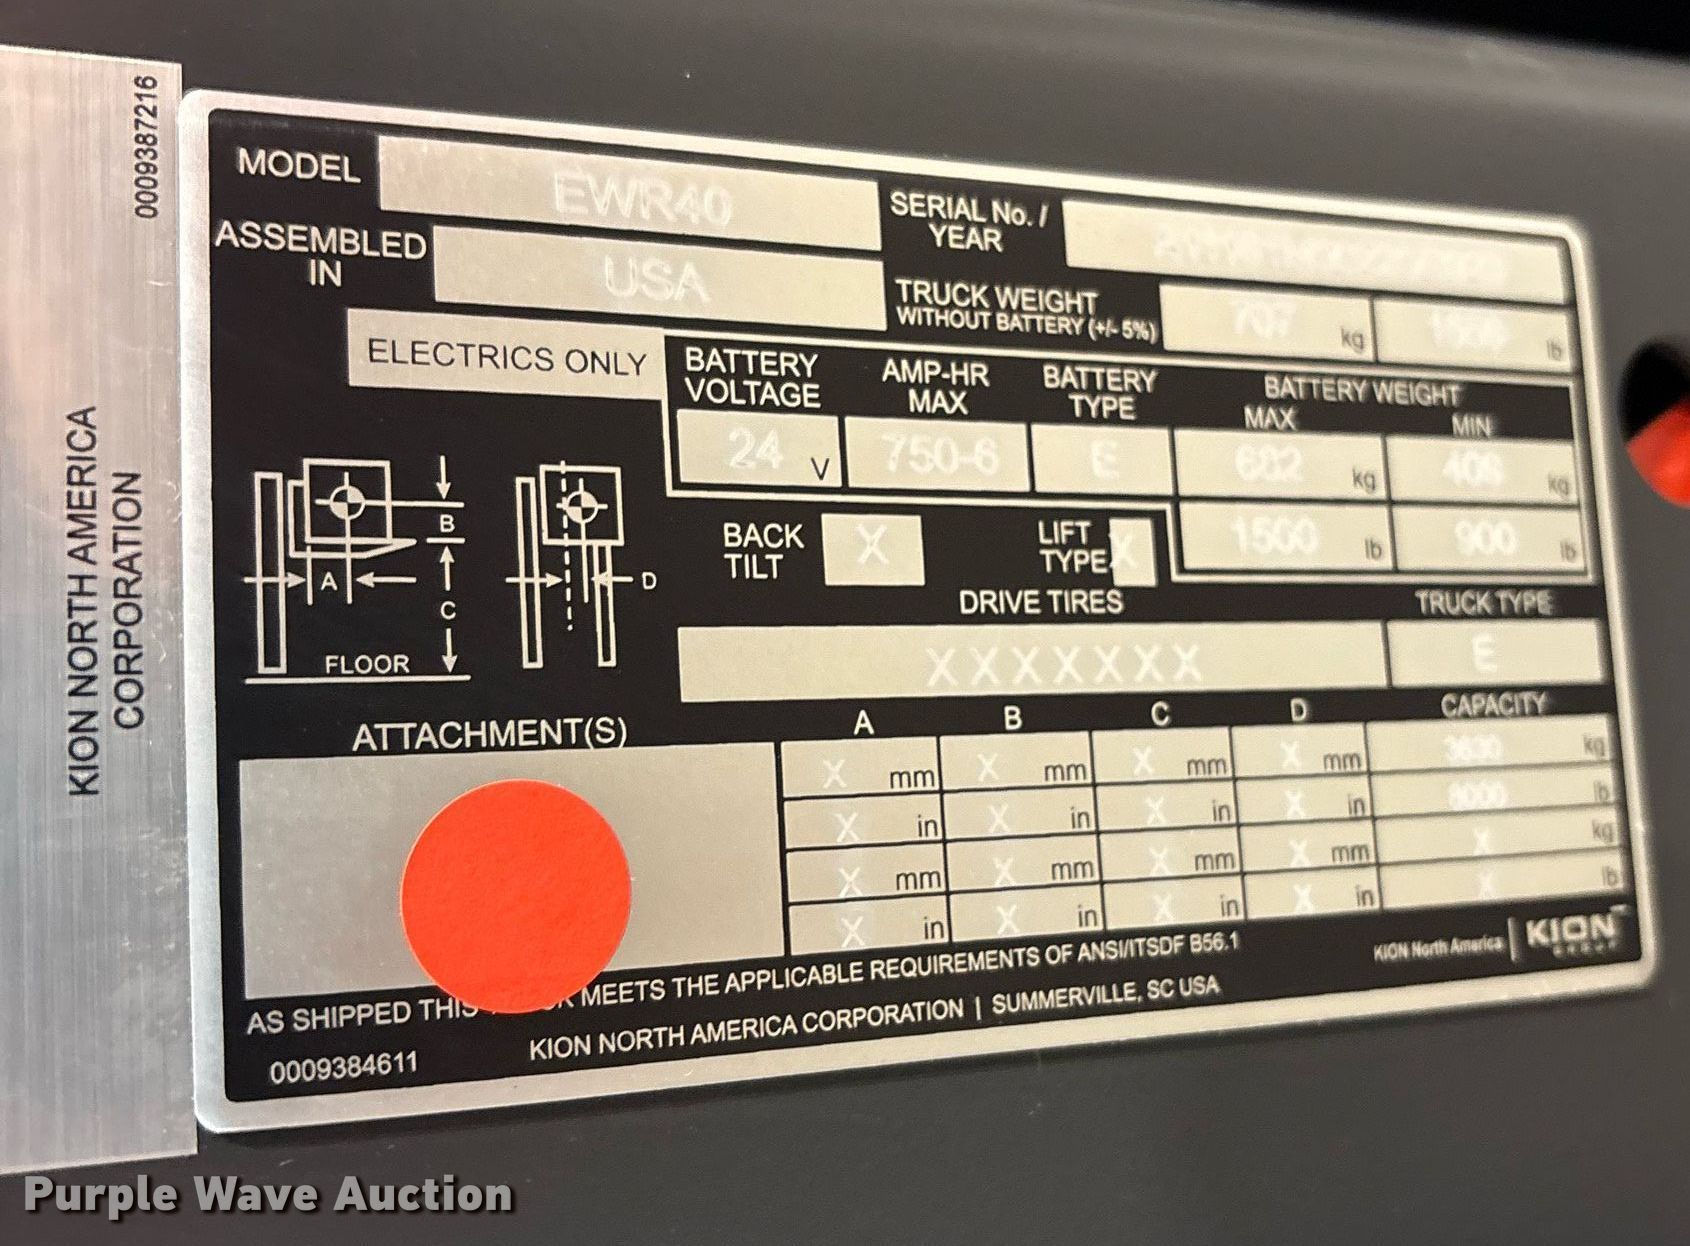 0009387216
KION NORTH AMERICA
CORPORATION
MODEL EWR40
SERIAL No. /
YEAR
ASSEMBLED
IN
USA
TRUCK WEIGHT
WITHOUT BATTERY (+/- 5%)
707 kg
lb
ELECTRICS ONLY
BATTERY
VOLTAGE
AMP-HR
MAX
BATTERY
TYPE
BATTERY WEIGHT
MAX MIN
24 V 750-6 E 682 kg kg
1500 lb 900 lb
BACK
TILT
X
LIFT
TYPE
X
DRIVE TIRES TRUCK TYPE
XXXXXXX E
A B C D
FLOOR
ATTACHMENT(S) A B C D CAPACITY
X mm X mm X mm X mm 3630 kg
X in X in X in X in 8000 lb
X mm X mm X mm X mm X kg
X in X in X in X in X lb
AS SHIPPED THIS MEETS THE APPLICABLE REQUIREMENTS OF ANSI/ITSDF B56.1
KION North America | KION
GROUP
0009384611
KION NORTH AMERICA CORPORATION | SUMMERVILLE, SC USA
Purple Wave Auction